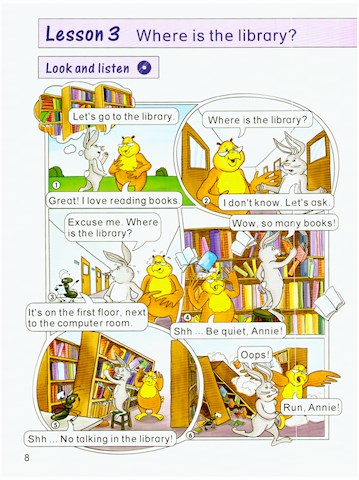 Lesson 3 Where is the library?
Look and listen
Let's go to the library.
1
Great! I love reading books.
Where is the library?
2
I don't know. Let's ask.
Excuse me. Where
is the library?
3
It's on the first floor, next
to the computer room.
Wow, so many books!
4
Shh ... Be quiet, Annie!
5
Shh ... No talking in the library!
Oops!
Run, Annie!
6
8